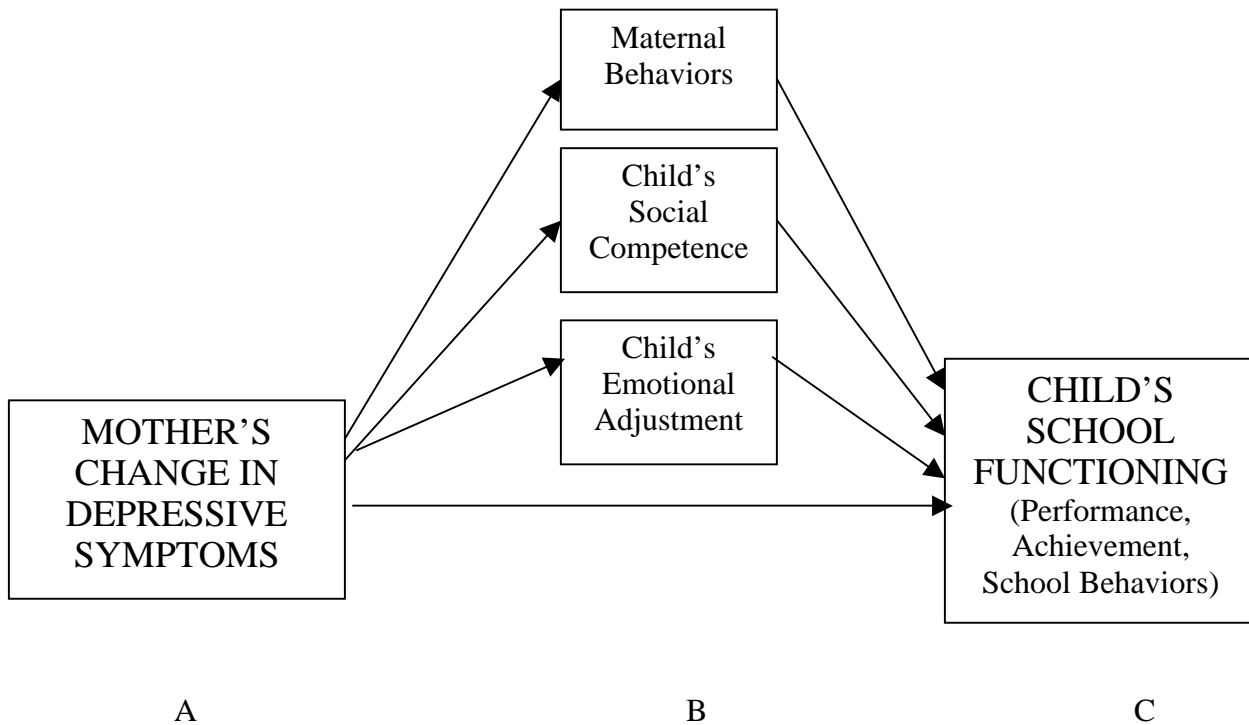 Maternal
Behaviors
Child’s
Social
Competence
Child’s
Emotional
Adjustment
MOTHER’S
CHANGE IN
DEPRESSIVE
SYMPTOMS
CHILD’S
SCHOOL
FUNCTIONING
(Performance,
Achievement,
School Behaviors)
A
B
C